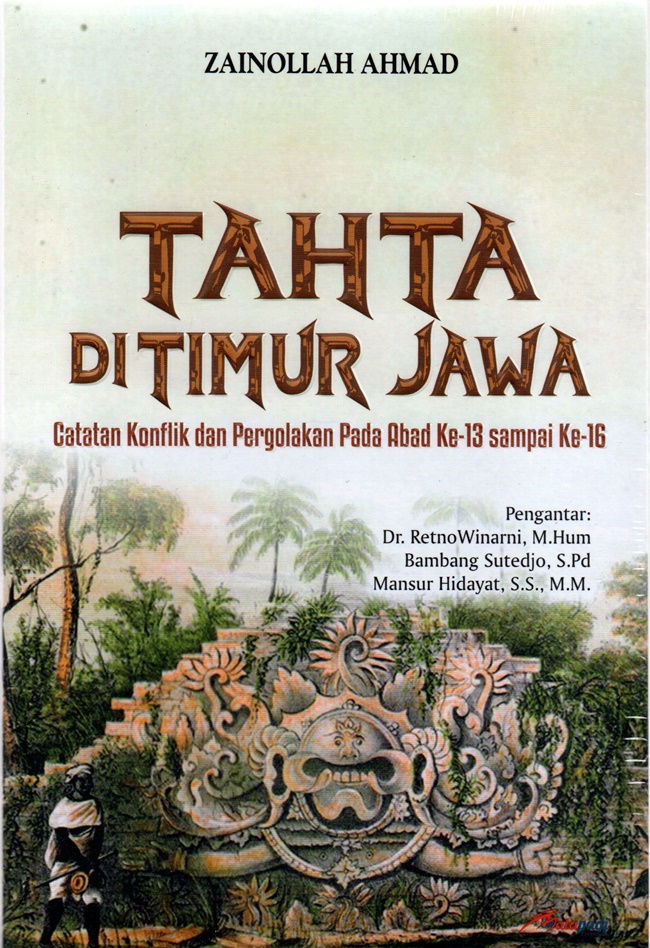 ZAINOLLAH AHMAD
TAHTA
DI TIMUR JAWA
Catatan Konflik dan Pergolakan Pada Abad Ke-13 sampai Ke-16
Pengantar:
Dr. RetnoWinarni, M.Hum
Bambang Sutedjo, S.Pd
Mansur Hidayat, S.S., M.M.